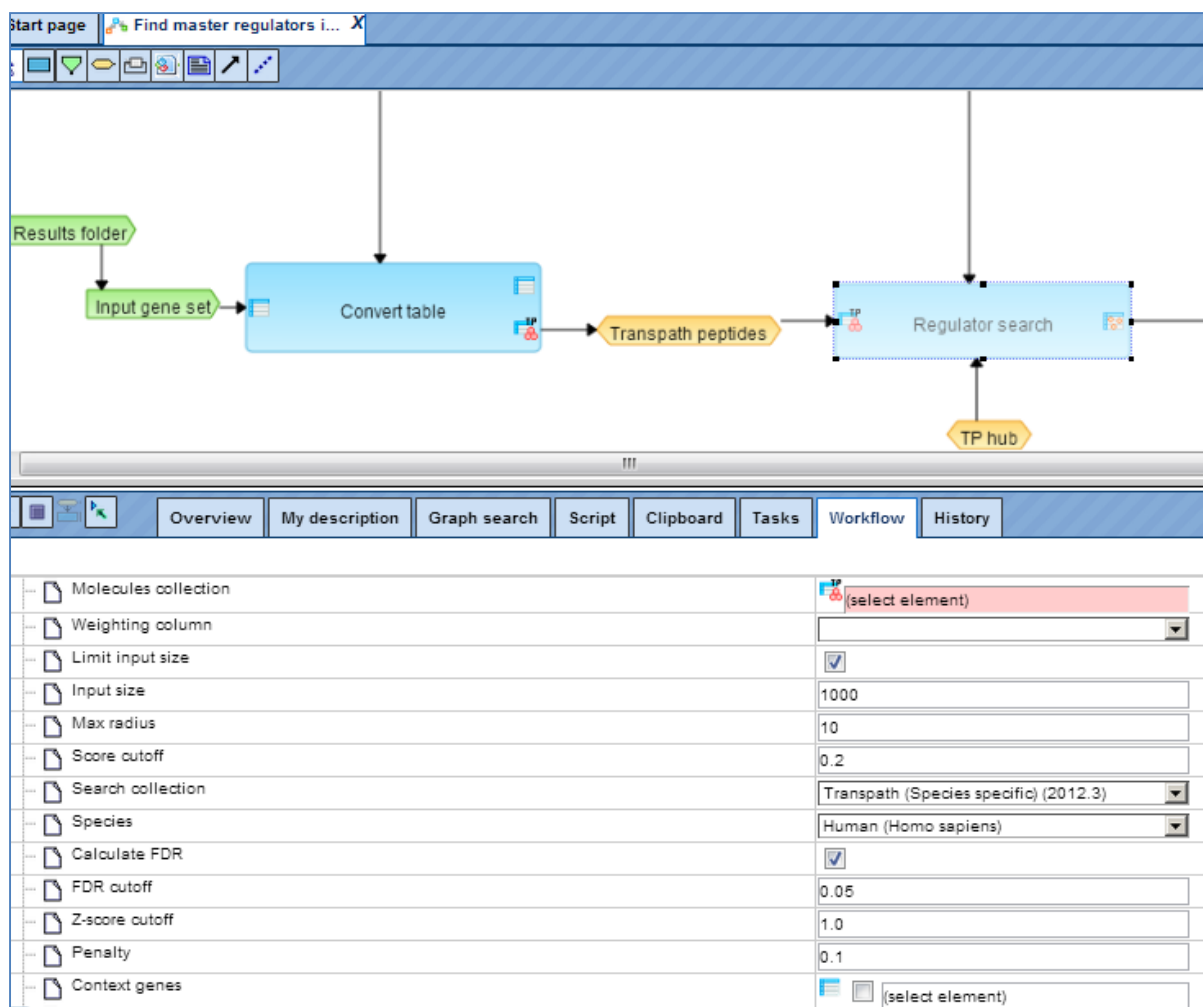 Start page
Find master regulators i... X
Results folder
Input gene set
Convert table
TP
Transpath peptides
TP
Regulator search
TP hub
Overview
My description
Graph search
Script
Clipboard
Tasks
Workflow
History
Molecules collection
TP
(select element)
Weighting column
Limit input size
Input size
1000
Max radius
10
Score cutoff
0.2
Search collection
Transpath (Species specific) (2012.3)
Species
Human (Homo sapiens)
Calculate FDR
FDR cutoff
0.05
Z-score cutoff
1.0
Penalty
0.1
Context genes
(select element)